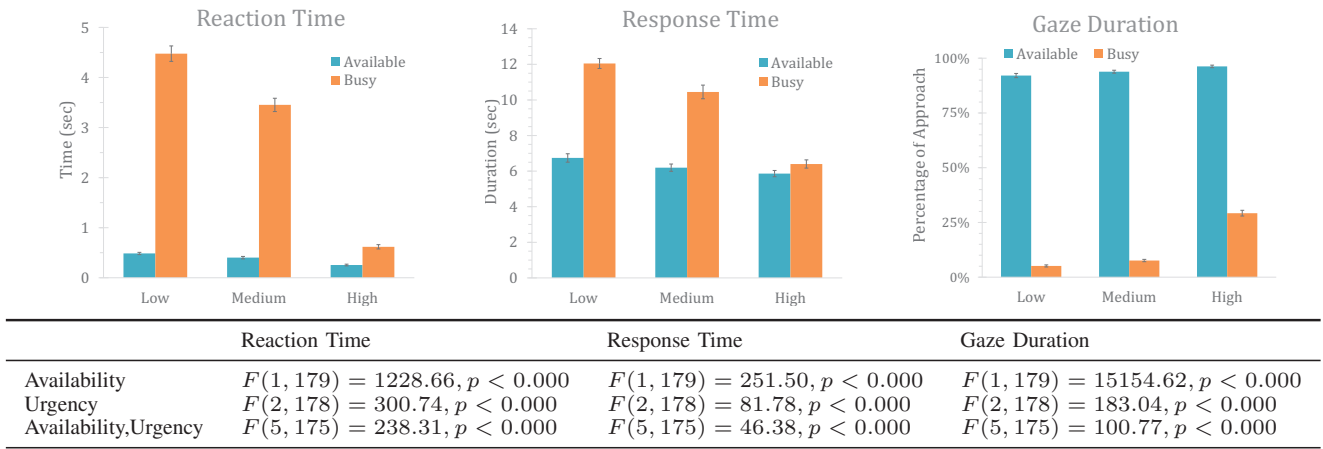 Reaction Time
5
4
3
2
1
0
Time (sec)
Available
Busy
Low Medium High
Response Time
14
12
10
8
6
4
2
0
Duration (sec)
Available
Busy
Low Medium High
Gaze Duration
Available Busy
100%
75%
50%
25%
0%
Percentage of Approach
Low Medium High
Reaction Time Response Time Gaze Duration
Availability F(1, 179) = 1228.66, p < 0.000 F(1, 179) = 251.50, p < 0.000 F(1, 179) = 15154.62, p < 0.000
Urgency F(2, 178) = 300.74, p < 0.000 F(2, 178) = 81.78, p < 0.000 F(2, 178) = 183.04, p < 0.000
Availability,Urgency F(5, 175) = 238.31, p < 0.000 F(5, 175) = 46.38, p < 0.000 F(5, 175) = 100.77, p < 0.000